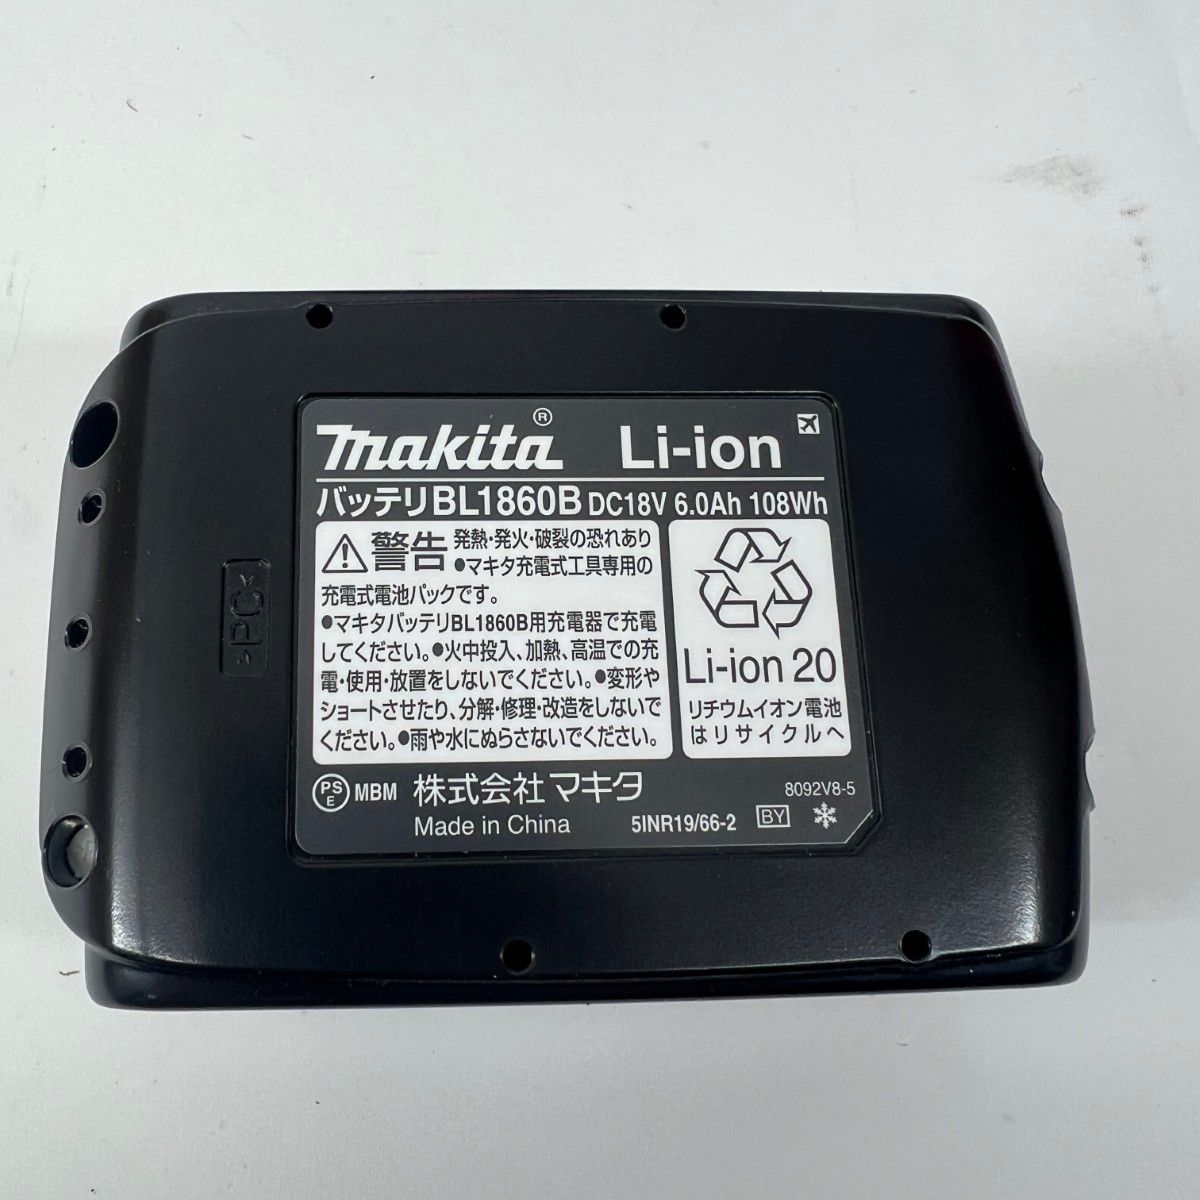 makita® Li-ion
バッテリBL1860B DC18V 6.0Ah 108Wh
警告 発熱・発火・破裂の恐れあり
●マキタ充電式工具専用の
充電式電池パックです。
●マキタバッテリBL1860B用充電器で充電
してください。●火中投入、加熱、高温での充
電・使用・放置をしないでください。●変形や
ショートさせたり、分解・修理・改造をしないで
ください。●雨や水にぬらさないでください。
Li-ion 20
リチウムイオン電池
はリサイクルへ
PS
E
MBM 株式会社マキタ 8092V8-5
Made in China 5INR19/66-2 BY
>PC<